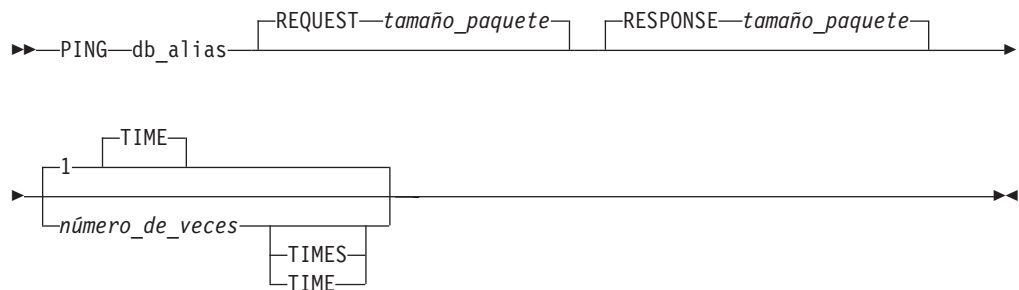 REQUEST tamaño_paquete RESPONSE tamaño_paquete
PING db_alias
TIME
1
número_de_veces
TIMES
TIME